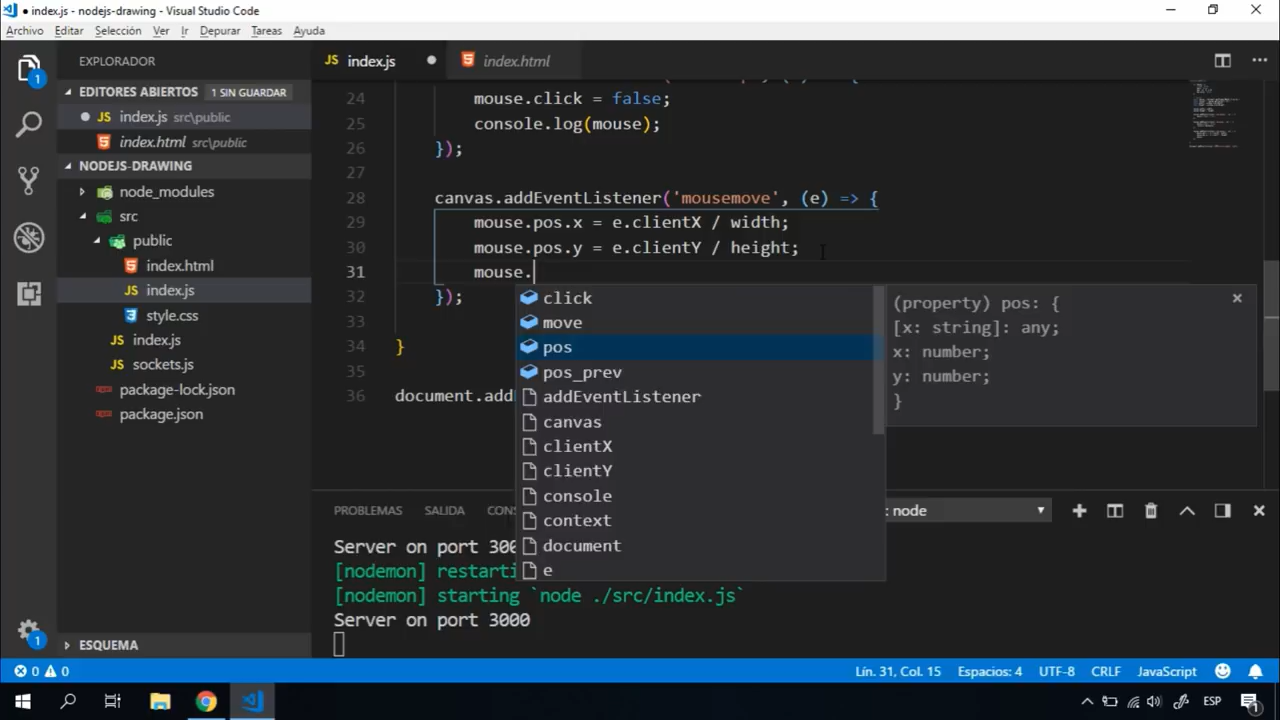 ● index.js - nodejs-drawing - Visual Studio Code
Archivo Editar Selección Ver Ir Depurar Tareas Ayuda
EXPLORADOR
EDITORES ABIERTOS 1 SIN GUARDAR
JS index.js src\public
index.html src\public
NODEJS-DRAWING
node_modules
src
public
index.html
JS index.js
style.css
JS index.js
JS sockets.js
package-lock.json
package.json
ESQUEMA
1
1
JS index.js ●
index.html
24 mouse.click = false;
25 console.log(mouse);
26 });
27
28 canvas.addEventListener('mousemove', (e) => {
29 mouse.pos.x = e.clientX / width;
30 mouse.pos.y = e.clientY / height;
31 mouse.
32 });
33
34 }
35
36 document.add
click
move
pos
pos_prev
addEventListener
canvas
clientX
clientY
console
context
document
e
(property) pos: {
[x: string]: any;
x: number;
y: number;
}
PROBLEMAS SALIDA CONS : node
Server on port 300
[nodemon] restarti
[nodemon] starting `node ./src/index.js`
Server on port 3000
0 0 Lín. 31, Col. 15 Espacios: 4 UTF-8 CRLF JavaScript
ESP 1